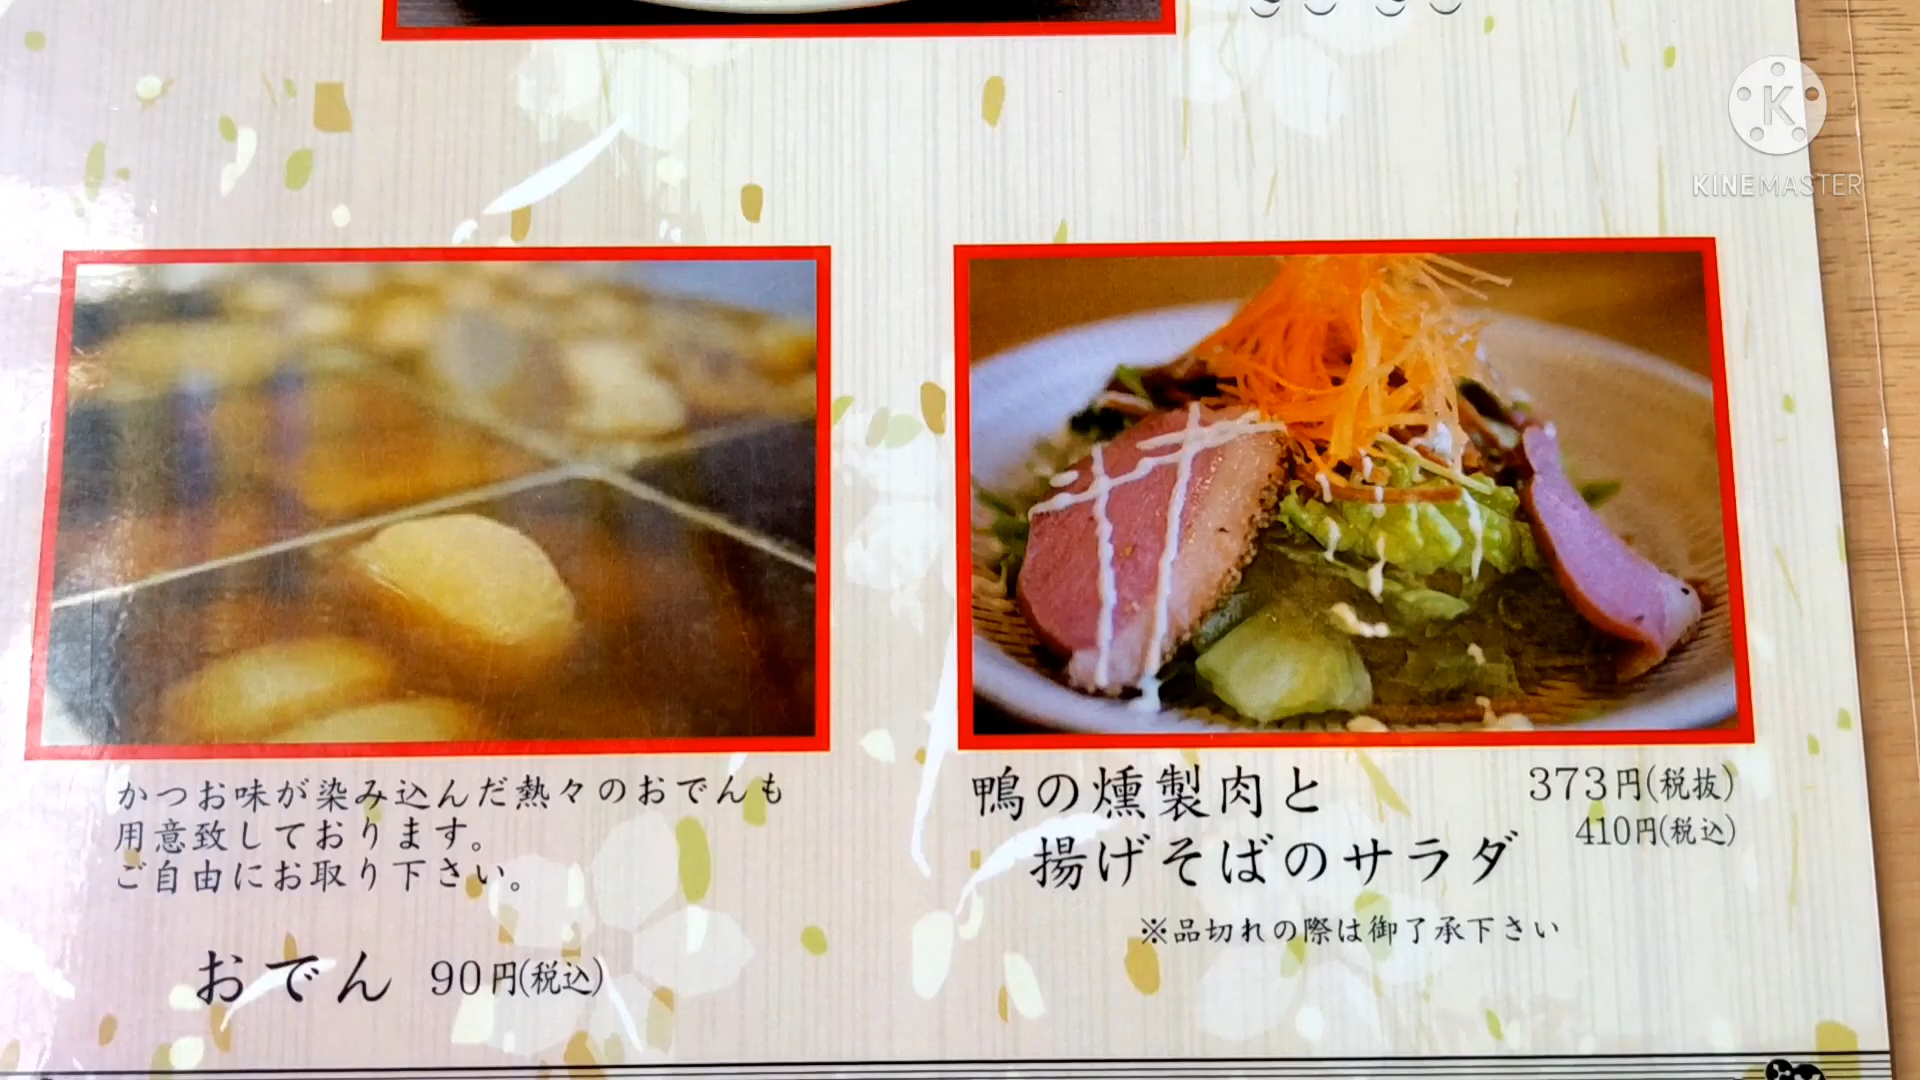 KINEMASTER
かつお味が染み込んだ熱々のおでんも
用意致しております。
ご自由にお取り下さい。
おでん 90円(税込)
鴨の燻製肉と 373円(税抜)
揚げそばのサラダ 410円(税込)
※品切れの際は御了承下さい